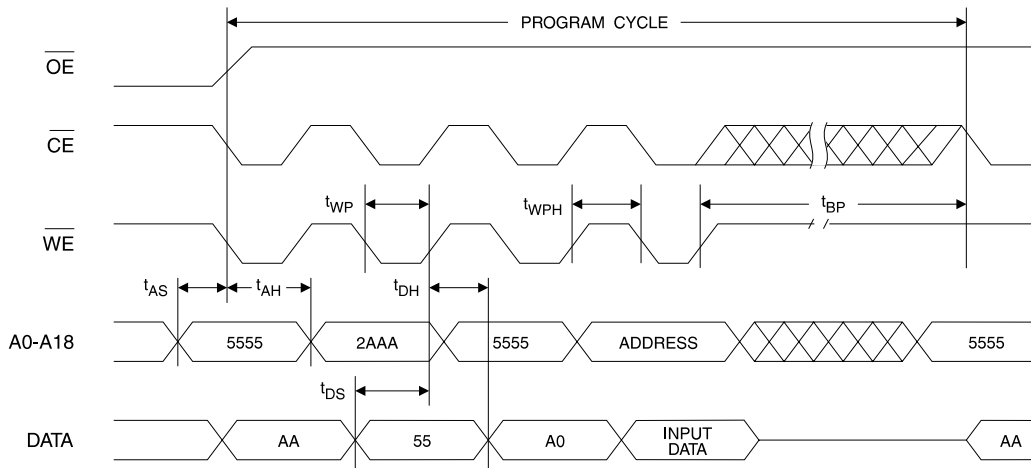 PROGRAM CYCLE
OE
CE
tWP
tWPH
tBP
WE
tAS
tAH
tDH
A0-A18
5555
2AAA
5555
ADDRESS
5555
tDS
DATA
AA
55
A0
INPUT
DATA
AA